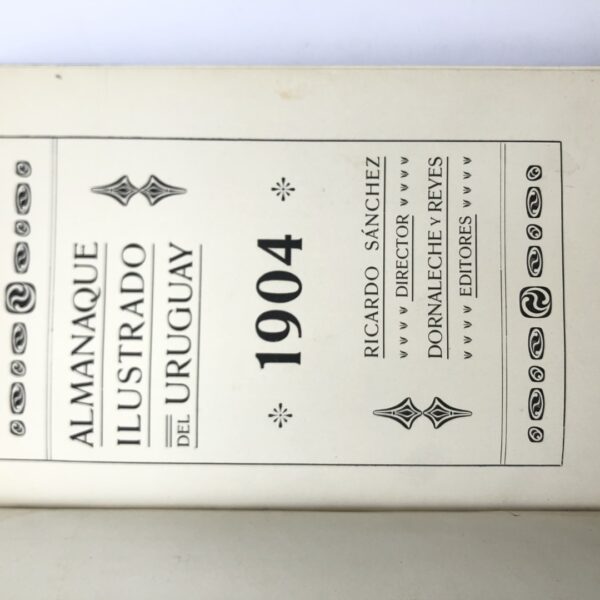 ALMANAQUE
ILUSTRADO
DEL URUGUAY
1904
RICARDO SÁNCHEZ
DIRECTOR
DORNALECHE Y REYES
EDITORES